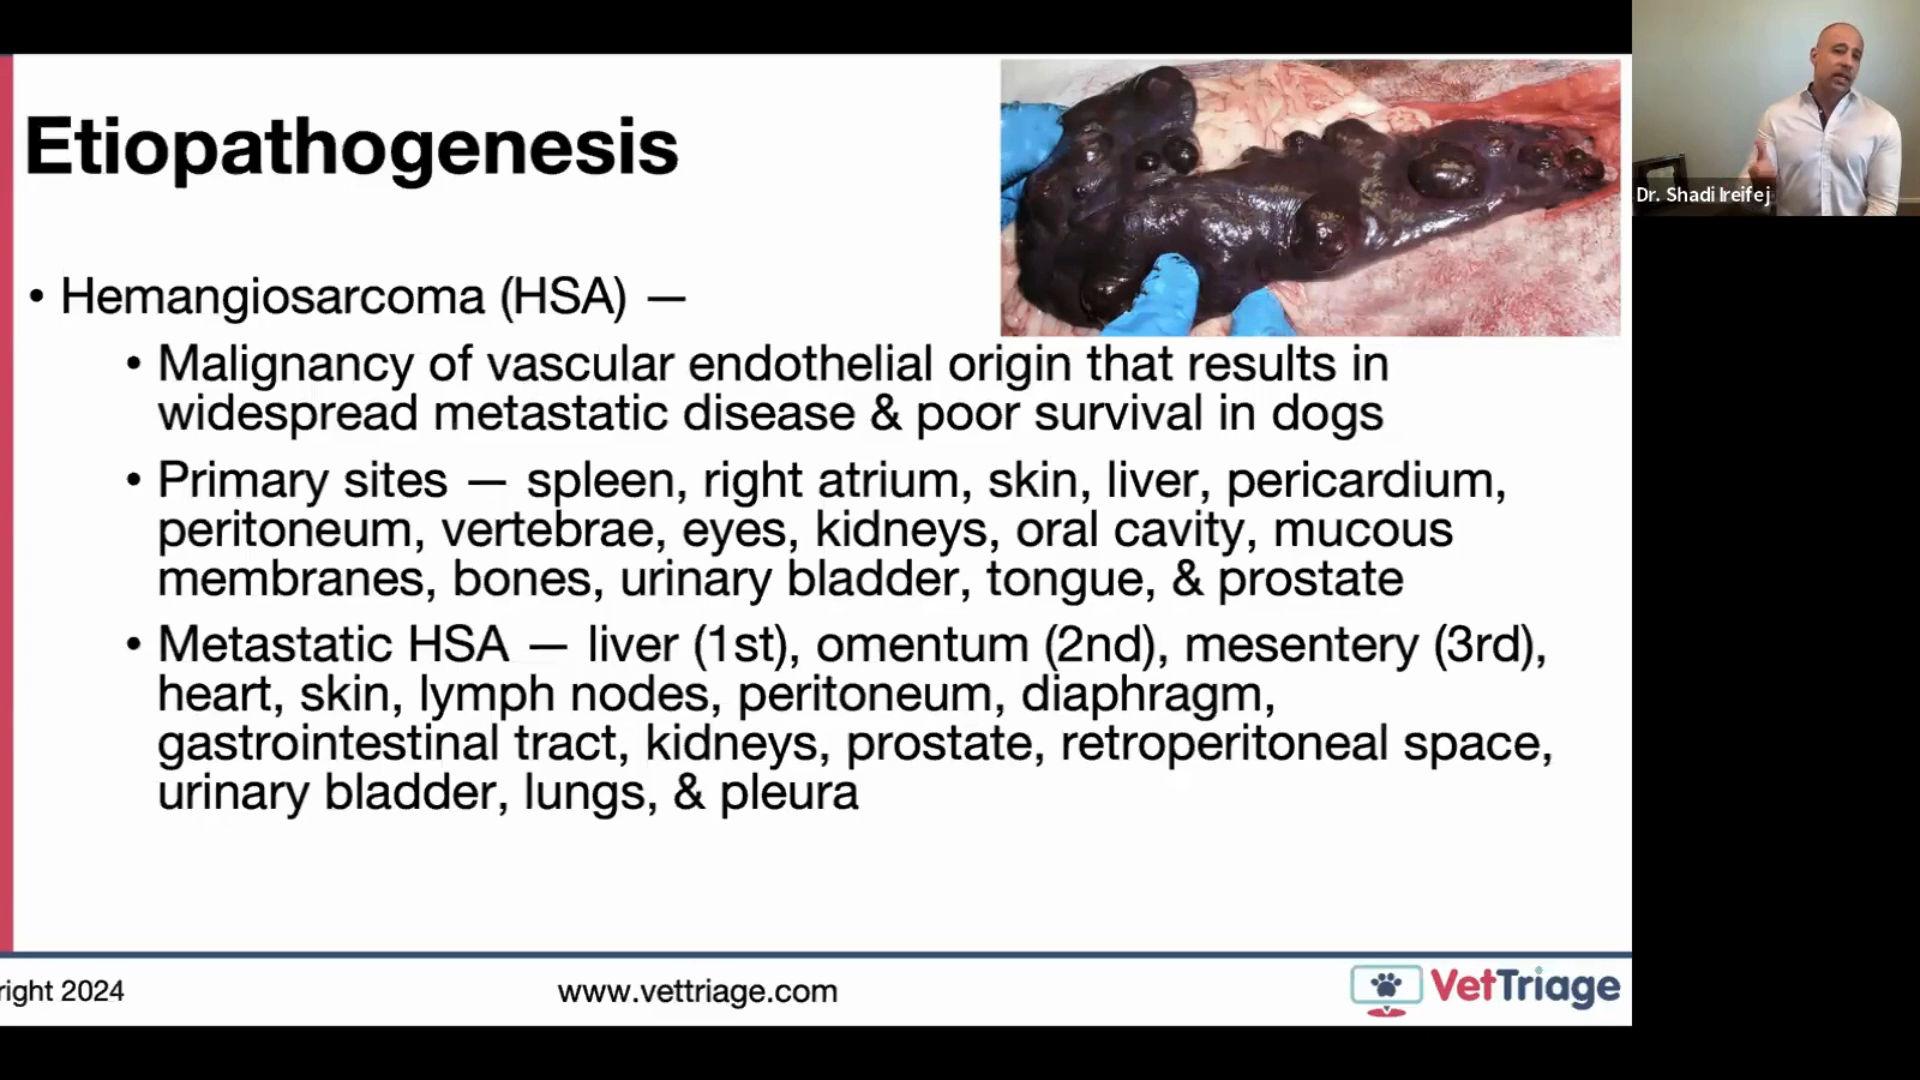 Etiopathogenesis
• Hemangiosarcoma (HSA) —
• Malignancy of vascular endothelial origin that results in
widespread metastatic disease & poor survival in dogs
• Primary sites — spleen, right atrium, skin, liver, pericardium,
peritoneum, vertebrae, eyes, kidneys, oral cavity, mucous
membranes, bones, urinary bladder, tongue, & prostate
• Metastatic HSA — liver (1st), omentum (2nd), mesentery (3rd),
heart, skin, lymph nodes, peritoneum, diaphragm,
gastrointestinal tract, kidneys, prostate, retroperitoneal space,
urinary bladder, lungs, & pleura
right 2024
www.vettriage.com
VetTriage
Dr. Shadi Ireifej